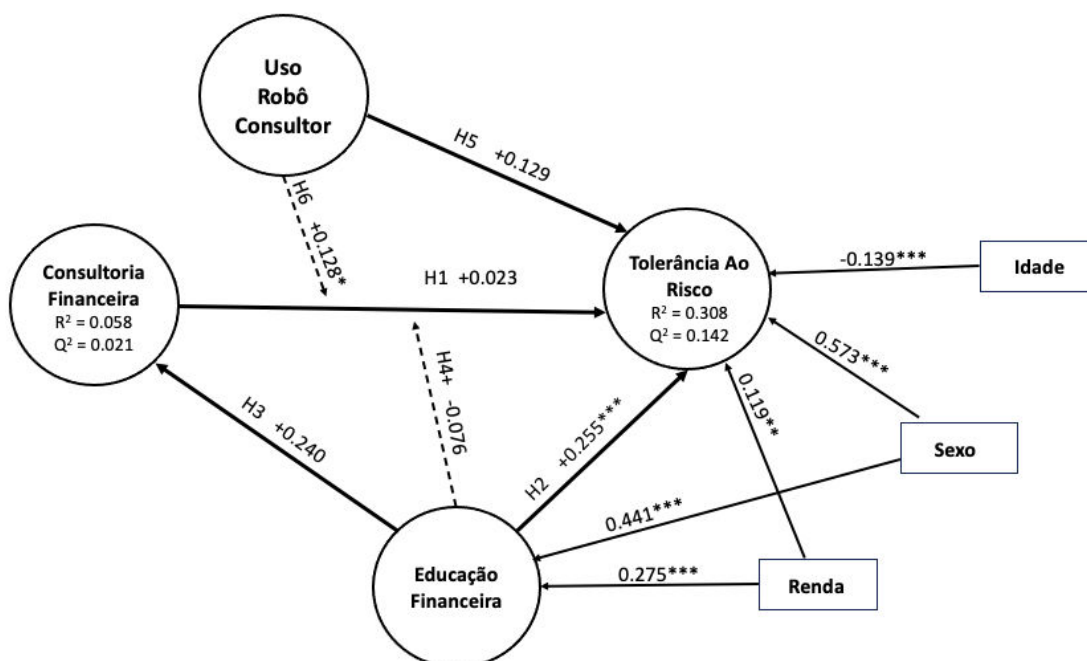 Uso
Robô
Consultor
H5 +0.129
H6 +0.128*
Consultoria
Financeira
R² = 0.058
Q² = 0.021
H1 +0.023
Tolerância Ao
Risco
R² = 0.308
Q² = 0.142
-0.139***
Idade
0.573***
0.119**
H4+ -0.076
H3 +0.240
H2 +0.255***
Sexo
0.441***
Educação
Financeira
0.275***
Renda